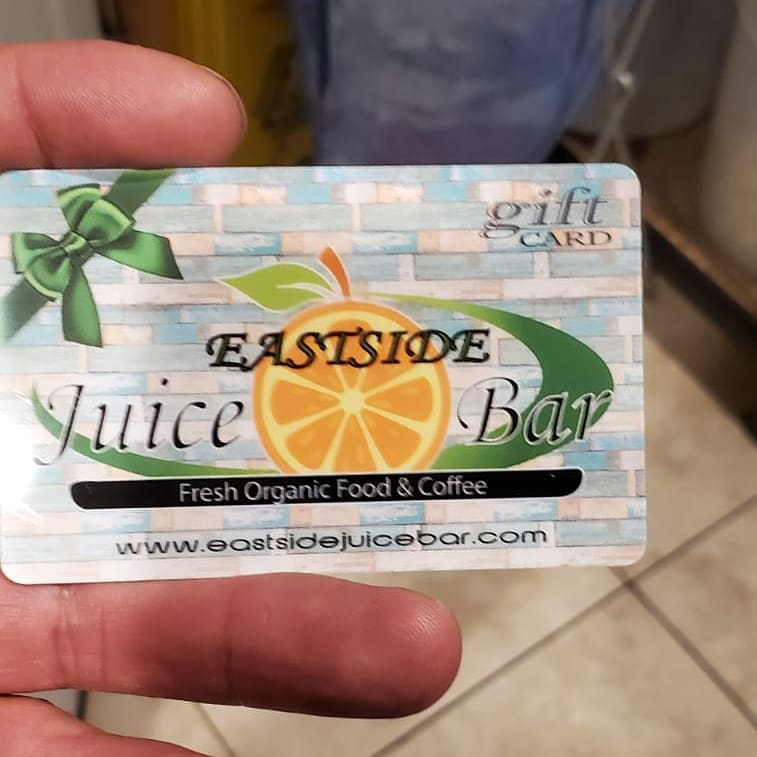 gift
CARD
EASTSIDE
Juice Bar
Fresh Organic Food & Coffee
www.eastsidejuicebar.com